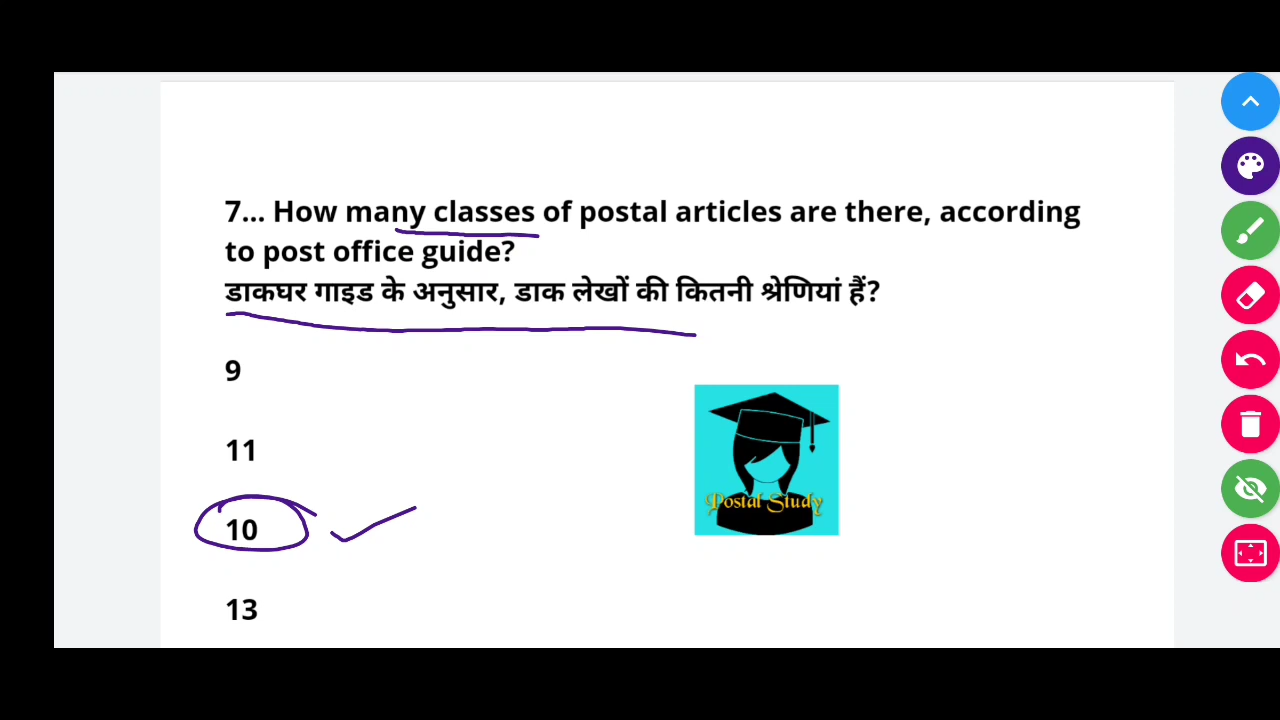 7... How many classes of postal articles are there, according
to post office guide?
डाकघर गाइड के अनुसार, डाक लेखों की कितनी श्रेणियां हैं?
9
11
Postal Study
10
13